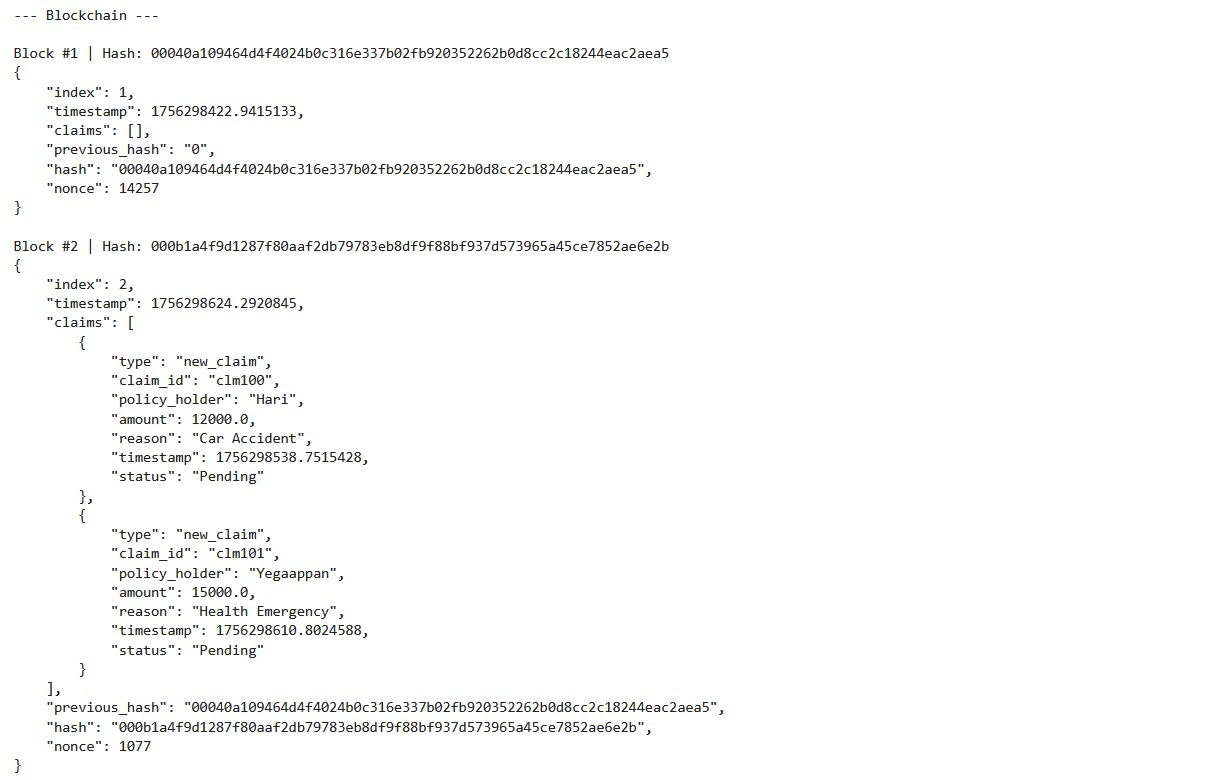 --- Blockchain ---
Block #1 | Hash: 00040a109464d4f4024b0c316e337b02fb920352262b0d8cc2c18244eac2aea5
{
    "index": 1,
    "timestamp": 1756298422.9415133,
    "claims": [],
    "previous_hash": "0",
    "hash": "00040a109464d4f4024b0c316e337b02fb920352262b0d8cc2c18244eac2aea5",
    "nonce": 14257
}
Block #2 | Hash: 000b1a4f9d1287f80aaf2db79783eb8df9f88bf937d573965a45ce7852ae6e2b
{
    "index": 2,
    "timestamp": 1756298624.2920845,
    "claims": [
        {
            "type": "new_claim",
            "claim_id": "clm100",
            "policy_holder": "Hari",
            "amount": 12000.0,
            "reason": "Car Accident",
            "timestamp": 1756298538.7515428,
            "status": "Pending"
        },
        {
            "type": "new_claim",
            "claim_id": "clm101",
            "policy_holder": "Yegaappan",
            "amount": 15000.0,
            "reason": "Health Emergency",
            "timestamp": 1756298610.8024588,
            "status": "Pending"
        }
    ],
    "previous_hash": "00040a109464d4f4024b0c316e337b02fb920352262b0d8cc2c18244eac2aea5",
    "hash": "000b1a4f9d1287f80aaf2db79783eb8df9f88bf937d573965a45ce7852ae6e2b",
    "nonce": 1077
}